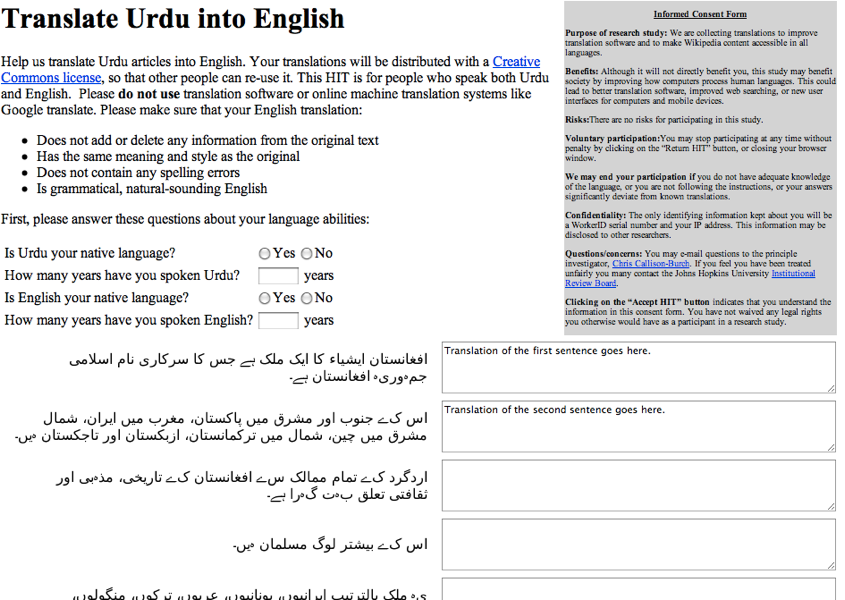 Translate Urdu into English
Help us translate Urdu articles into English. Your translations will be distributed with a Creative
Commons license, so that other people can re-use it. This HIT is for people who speak both Urdu
and English. Please do not use translation software or online machine translation systems like
Google translate. Please make sure that your English translation:
Does not add or delete any information from the original text
Has the same meaning and style as the original
Does not contain any spelling errors
Is grammatical, natural-sounding English
First, please answer these questions about your language abilities:
Is Urdu your native language? Yes No
How many years have you spoken Urdu? years
Is English your native language? Yes No
How many years have you spoken English? years
Informed Consent Form
Purpose of research study: We are collecting translations to improve
translation software and to make Wikipedia content accessible in all
languages.
Benefits: Although it will not directly benefit you, this study may benefit
society by improving how computers process human languages. This could
lead to better translation software, improved web searching, or new user
interfaces for computers and mobile devices.
Risks:There are no risks for participating in this study.
Voluntary participation:You may stop participating at any time without
penalty by clicking on the “Return HIT” button, or closing your browser
window.
We may end your participation if you do not have adequate knowledge
of the language, or you are not following the instructions, or your answers
significantly deviate from known translations.
Confidentiality: The only identifying information kept about you will be
a WorkerID serial number and your IP address. This information may be
disclosed to other researchers.
Questions/concerns: You may e-mail questions to the principle
investigator, Chris Callison-Burch. If you feel you have been treated
unfairly you many contact the Johns Hopkins University Institutional
Review Board.
Clicking on the “Accept HIT” button indicates that you understand the
information in this consent form. You have not waived any legal rights
you otherwise would have as a participant in a research study.
افغانستان ایشیاء کا ایک ملک ہے جس کا سرکاری نام اسلامی
جمہوریہ افغانستان ہے۔
Translation of the first sentence goes here.
اس کے جنوب اور مشرق میں پاکستان، مغرب میں ایران، شمال
مشرق میں چین، شمال میں ترکمانستان، ازبکستان اور تاجکستان ہیں۔
Translation of the second sentence goes here.
اردگرد کے تمام ممالک سے افغانستان کے تاریخی، مذہبی اور
ثقافتی تعلق بہت گہرا ہے۔
اس کے بیشتر لوگ مسلمان ہیں۔
یہ ملک بالترتیب ایرانیوں، یونانیوں، عربوں، ترکوں، منگولوں،